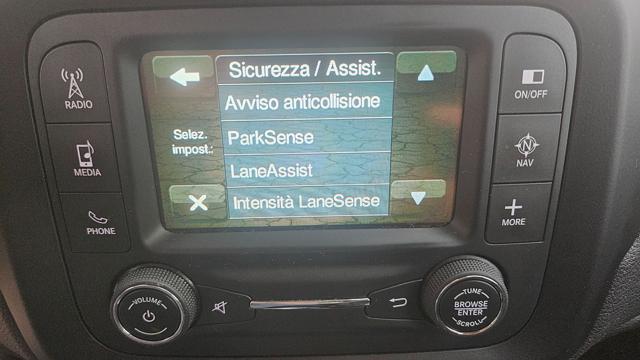 Sicurezza / Assist.
Avviso anticollisione
Selez.
impost.:
ParkSense
LaneAssist
Intensità LaneSense
RADIO
MEDIA
PHONE
ON/OFF
N
NAV
MORE
VOLUME
TUNE
BROWSE
ENTER
SCROLL